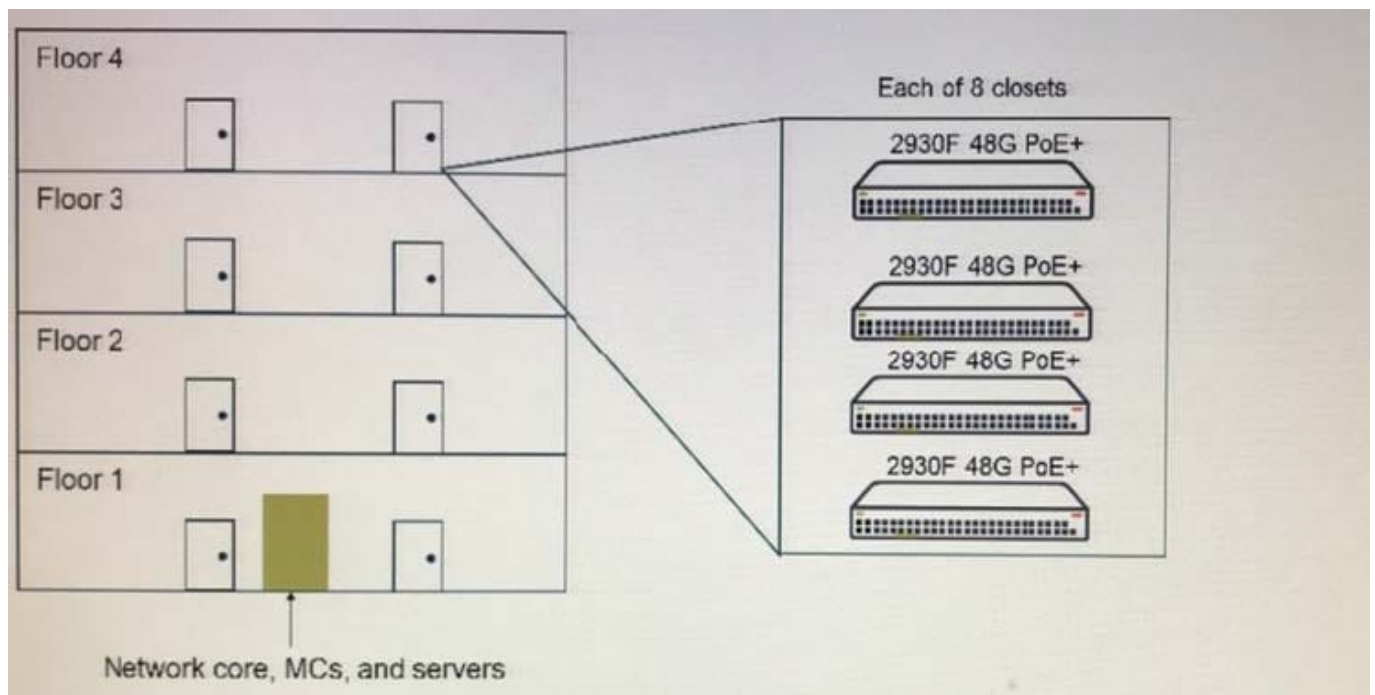 Floor 4
Floor 3
Floor 2
Floor 1
Network core, MCs, and servers
Each of 8 closets
2930F 48G PoE+
2930F 48G PoE+
2930F 48G PoE+
2930F 48G PoE+